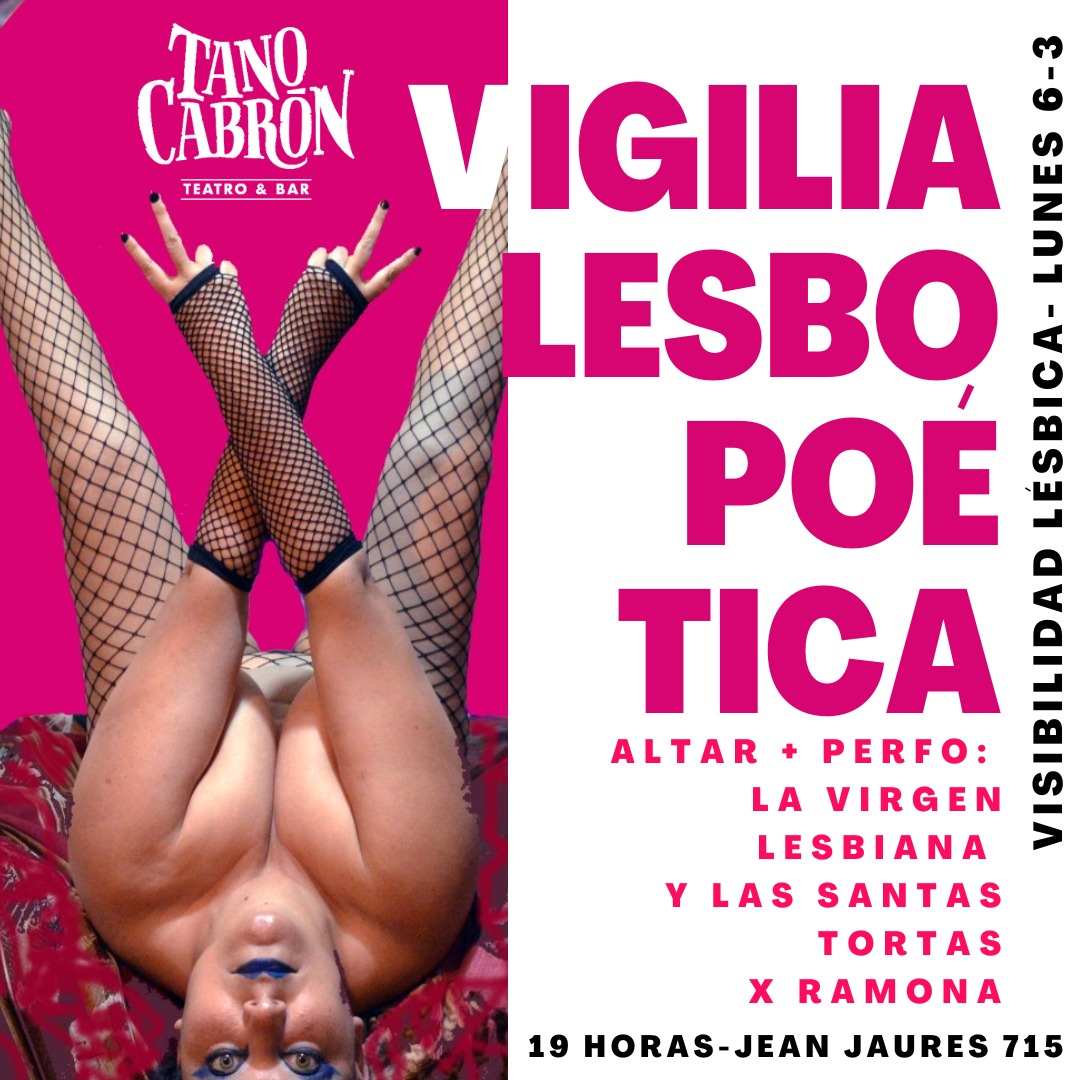 TANO
CABRÓN
TEATRO & BAR
VIGILIA
LESBO
POÉ
TICA
ALTAR + PERFO:
LA VIRGEN
LESBIANA
Y LAS SANTAS
TORTAS
X RAMONA
19 HORAS-JEAN JAURES 715
VISIBILIDAD LÉSBICA- LUNES 6-3